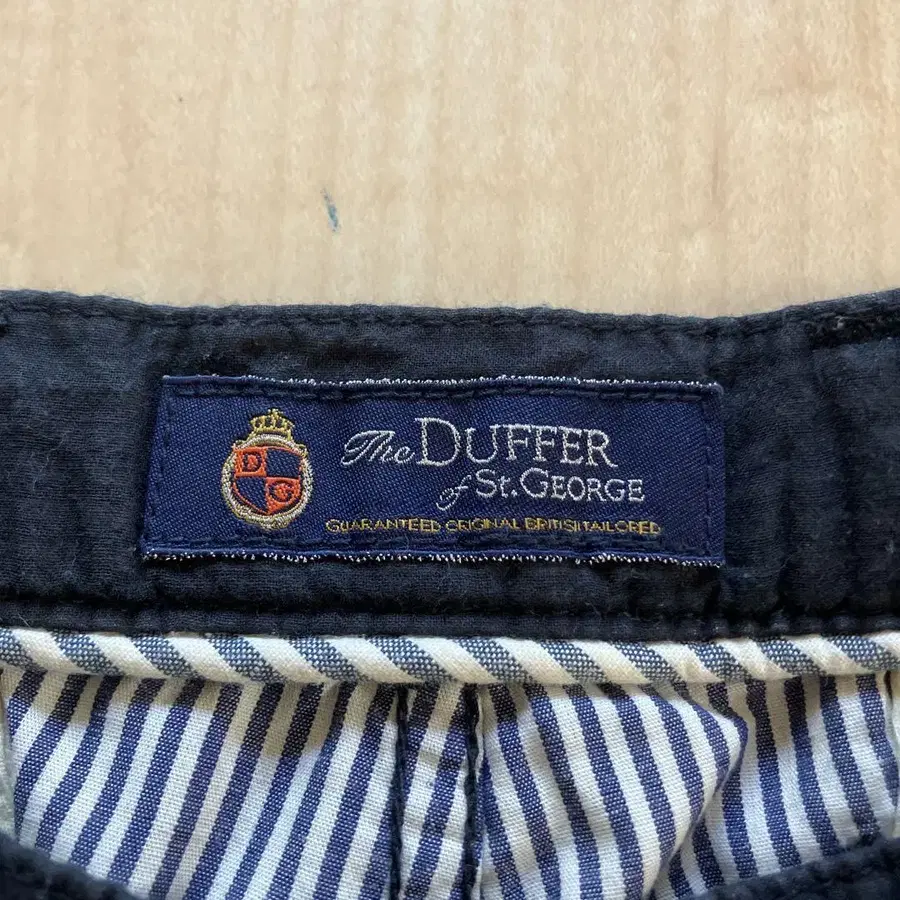 D
G
The DUFFER
of St. GEORGE
GUARANTEED ORIGINAL BRITISH TAILORED